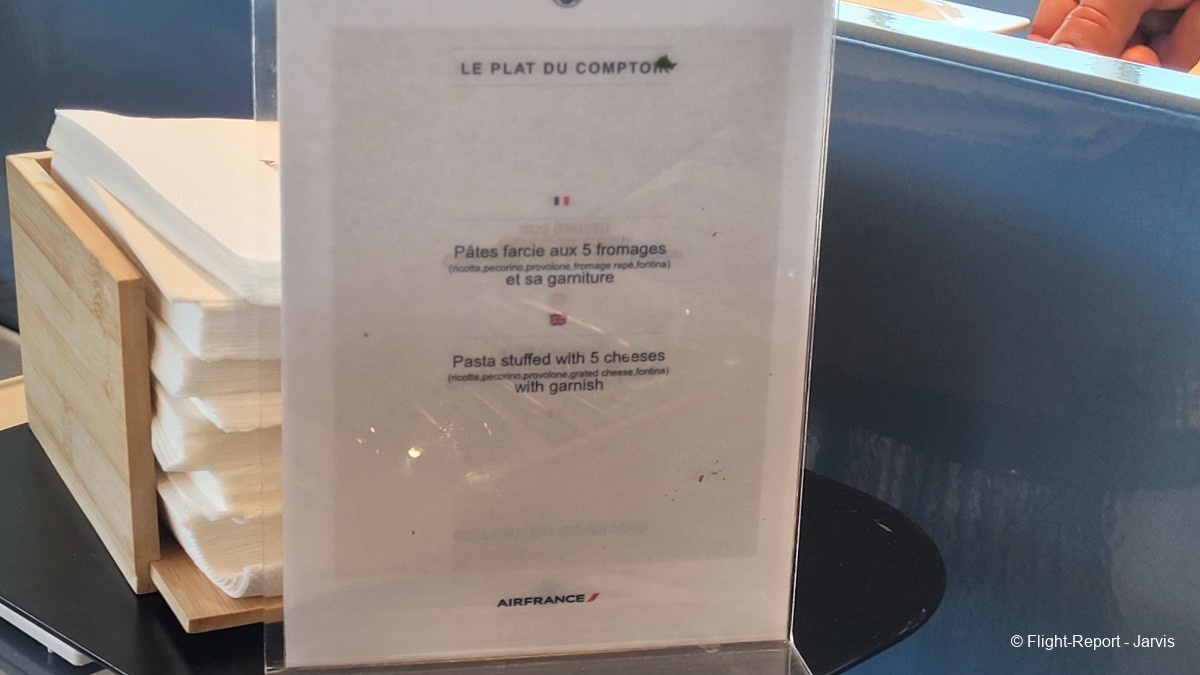 LE PLAT DU COMPTOIR
Pâtes farcie aux 5 fromages
(ricotta,pecorino,provolone,fromage rapé,fontina)
et sa garniture
Pasta stuffed with 5 cheeses
(ricotta,pecorino,provolone,grated cheese,fontina)
with garnish
AIRFRANCE
© Flight-Report - Jarvis